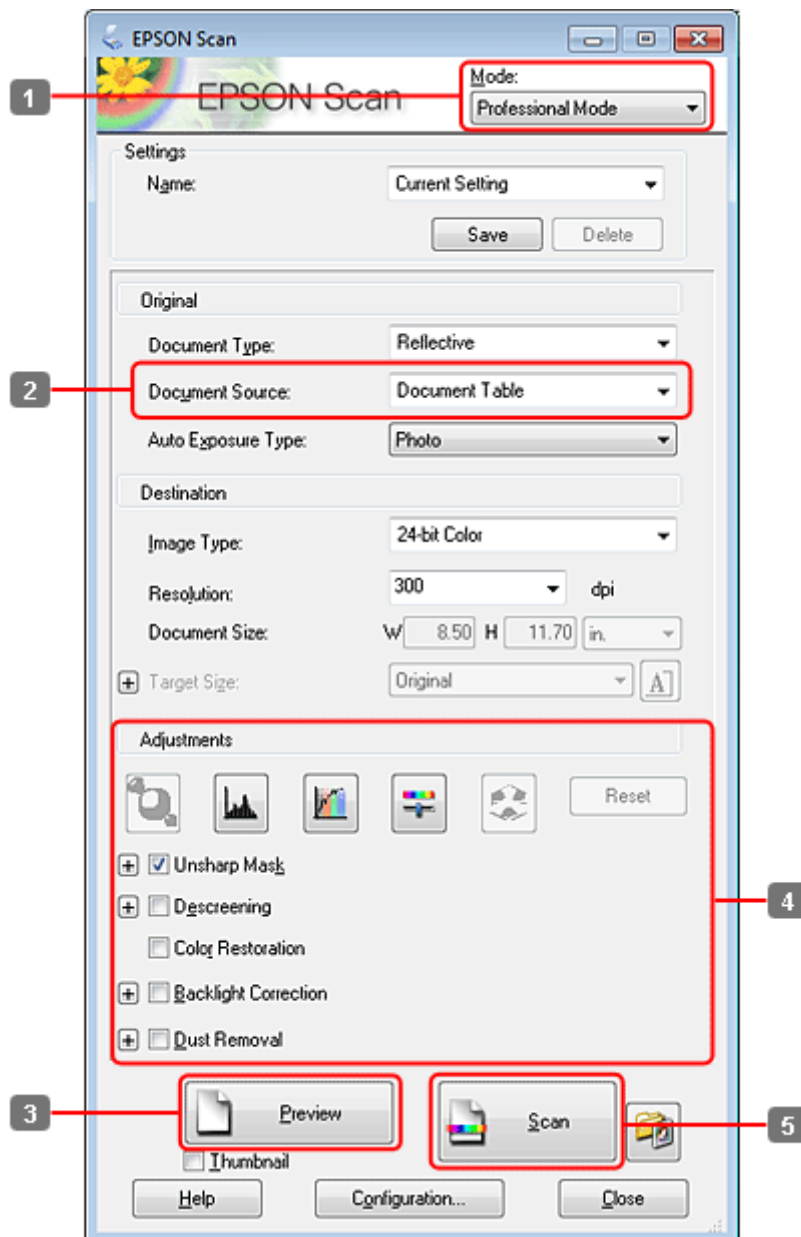 EPSON Scan
EPSON Scan
Mode:
1
Professional Mode
Settings
Name:
Current Setting
Save
Delete
Original
Document Type:
Reflective
2
Document Source:
Document Table
Auto Exposure Type:
Photo
Destination
Image Type:
24-bit Color
Resolution:
300
dpi
Document Size:
W 8.50 H 11.70 in.
Target Size:
Original
A
Adjustments
Reset
Unsharp Mask
Descreening
4
Color Restoration
Backlight Correction
Dust Removal
3
Preview
Scan
5
Thumbnail
Help
Configuration...
Close